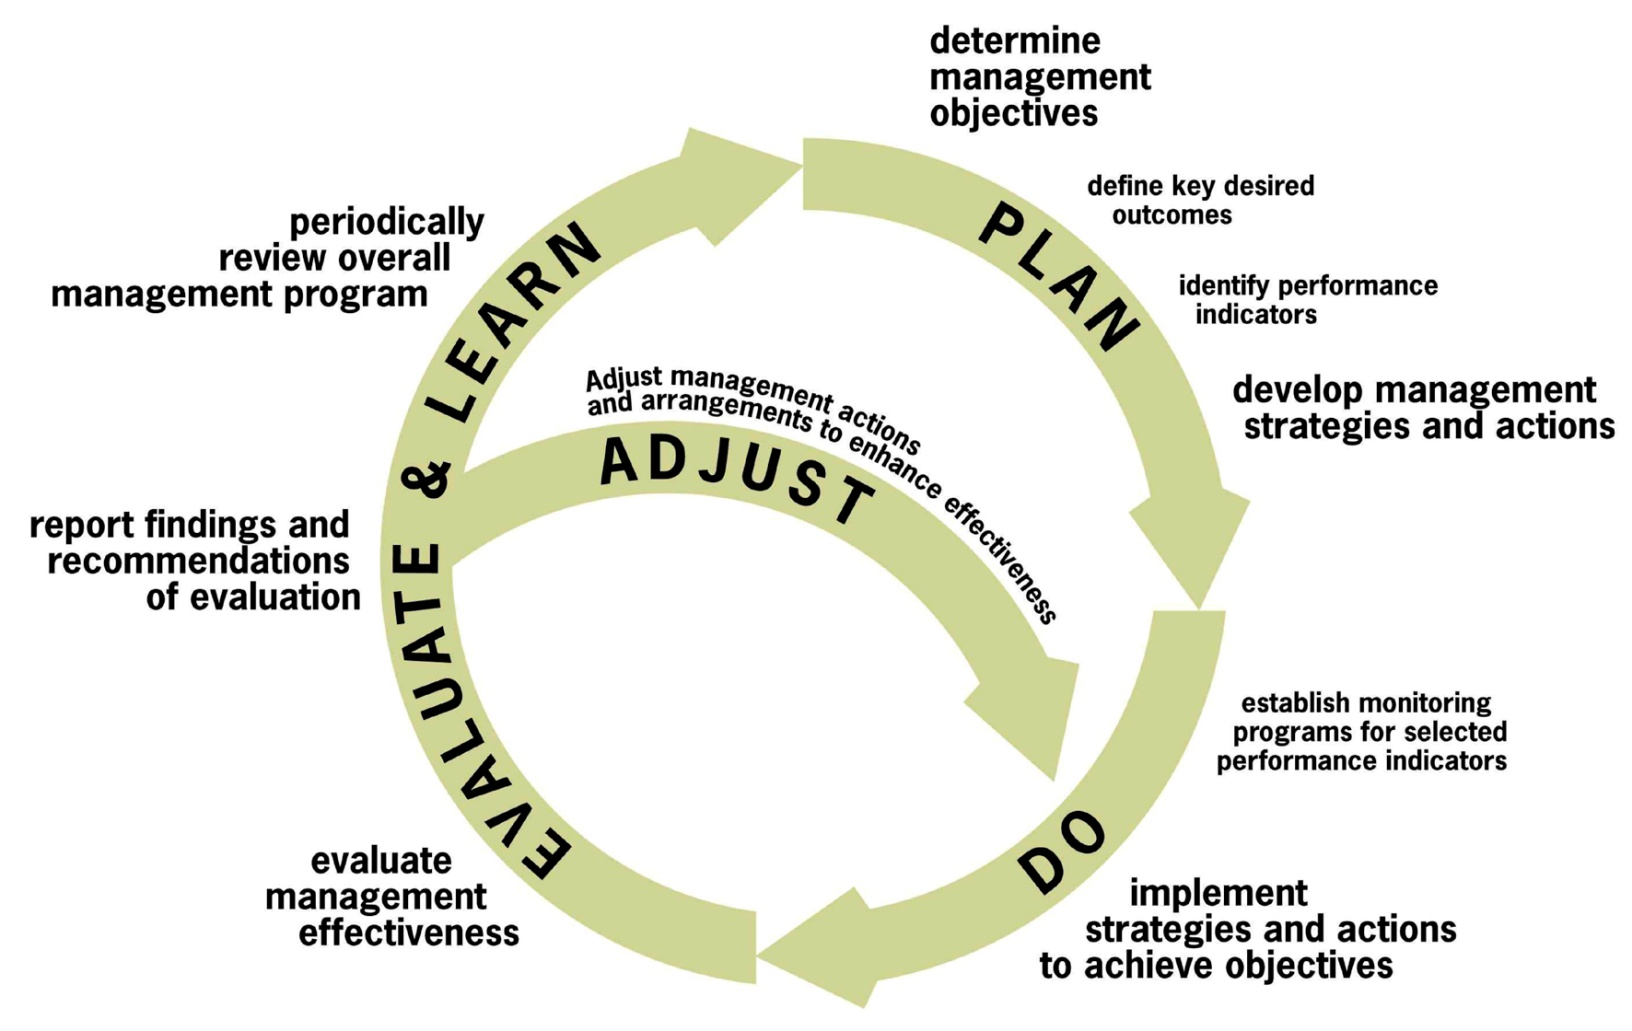 determine
management
objectives
define key desired
outcomes
identify performance
indicators
PLAN
develop management
strategies and actions
establish monitoring
programs for selected
performance indicators
DO
implement
strategies and actions
to achieve objectives
evaluate
management
effectiveness
EVALUATE & LEARN
report findings and
recommendations
of evaluation
periodically
review overall
management program
Adjust management actions
and arrangements to enhance effectiveness
ADJUST